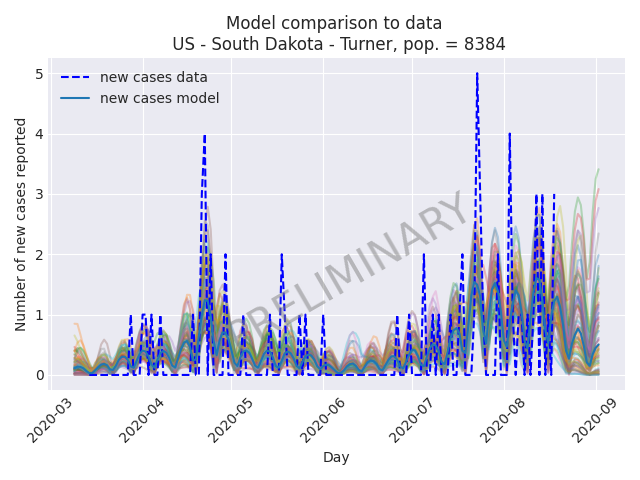 Model comparison to data
US - South Dakota - Turner, pop. = 8384
new cases data
new cases model
PRELIMINARY
Number of new cases reported
5
4
3
2
1
0
2020-03
2020-04
2020-05
2020-06
2020-07
2020-08
2020-09
Day